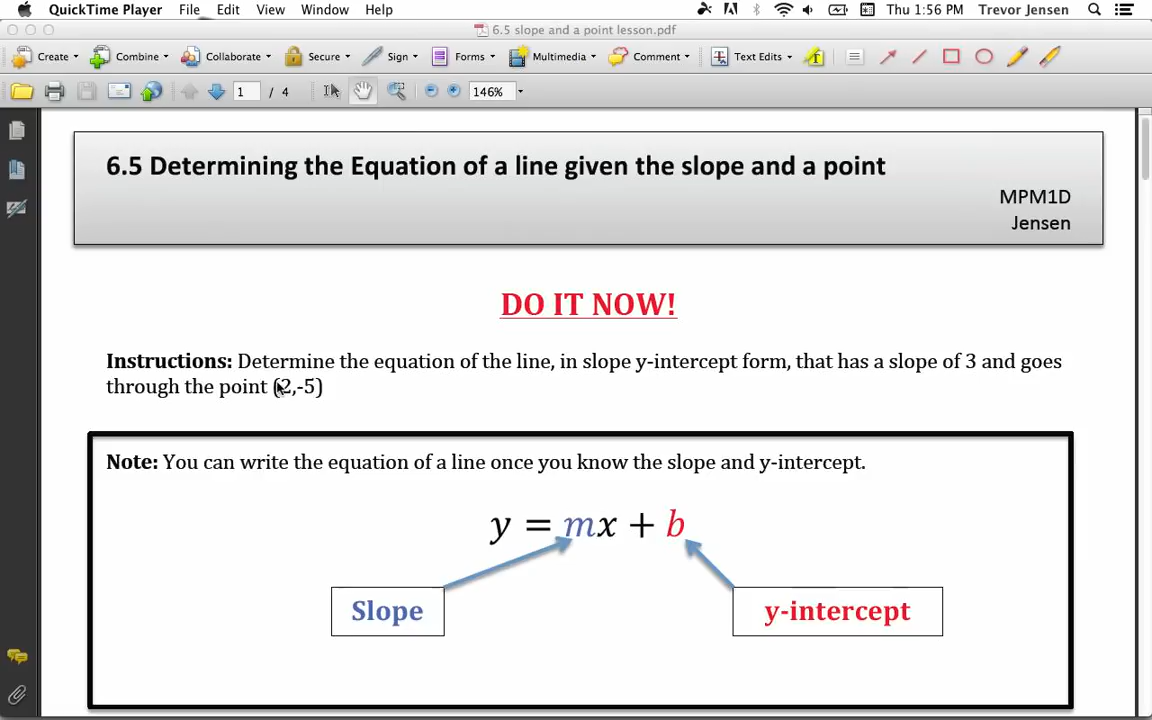 QuickTime Player File Edit View Window Help Thu 1:56 PM Trevor Jensen
6.5 slope and a point lesson.pdf
Create Combine Collaborate Secure Sign Forms Multimedia Comment Text Edits
1 / 4 146%
6.5 Determining the Equation of a line given the slope and a point
MPM1D
Jensen
DO IT NOW!
Instructions: Determine the equation of the line, in slope y-intercept form, that has a slope of 3 and goes
through the point (2,-5)
Note: You can write the equation of a line once you know the slope and y-intercept.
y = mx + b
Slope y-intercept